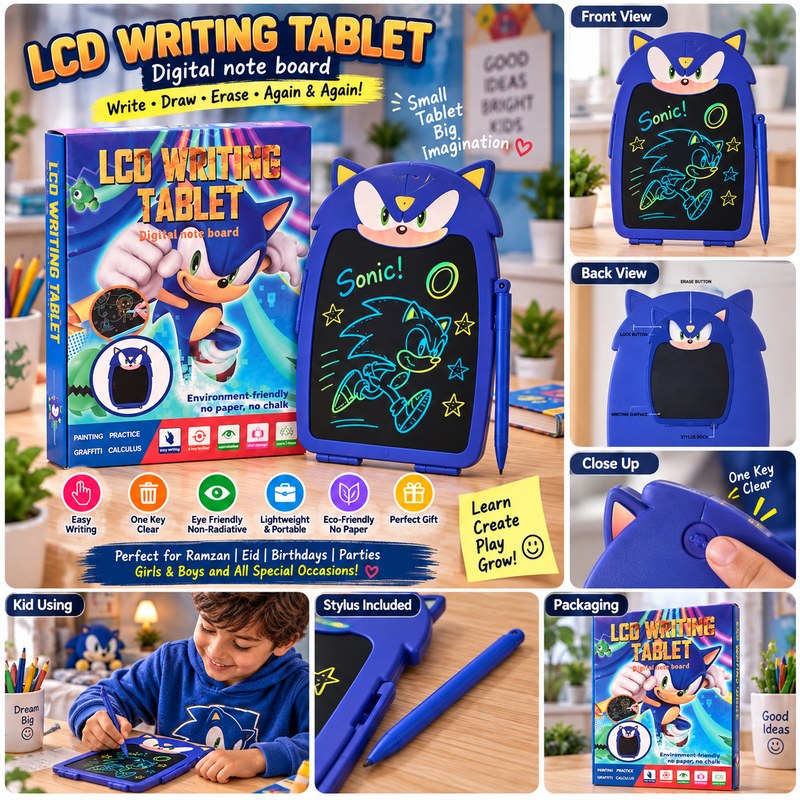 LCD WRITING TABLET
Digital note board
Write • Draw • Erase • Again & Again!
Small
Tablet
Big
Imagination
GOOD
IDEAS
BRIGHT
KIDS
LCD WRITING TABLET
LCD WRITING
TABLET
Digital note board
Environment-friendly
no paper, no chalk
PAINTING PRACTICE
GRAFFITI CALCULUS
easy writing
Sonic!
Easy
Writing
One Key
Clear
Eye Friendly
Non-Radiative
Lightweight
& Portable
Eco-Friendly
No Paper
Perfect Gift
Perfect for Ramzan | Eid | Birthdays | Parties
Girls & Boys and All Special Occasions!
Learn
Create
Play
Grow!
Front View
Sonic!
Back View
ERASE BUTTON
LOCK BUTTON
WRITING SURFACE
STYLUS DOCK
Close Up
One Key
Clear
Kid Using
Dream
Big
Stylus Included
Packaging
LCD WRITING
TABLET
Digital note board
Environment-friendly
no paper, no chalk
PAINTING PRACTICE
GRAFFITI CALCULUS
Good
Ideas